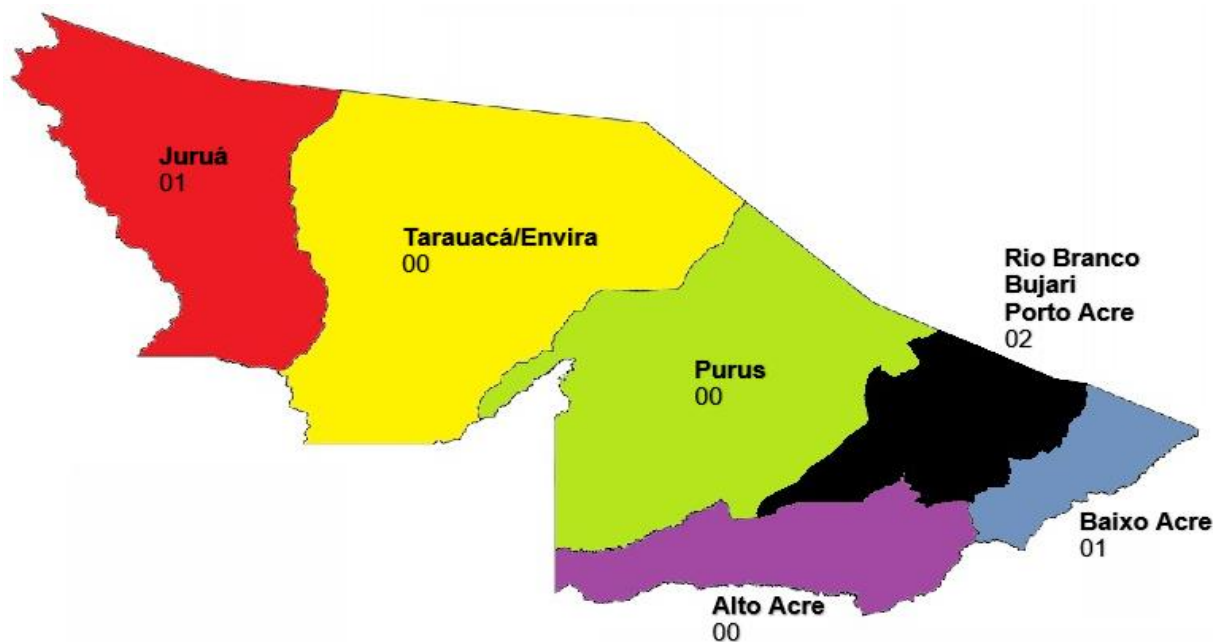 Juruá
01
Tarauacá/Envira
00
Rio Branco
Bujari
Porto Acre
02
Purus
00
Baixo Acre
01
Alto Acre
00